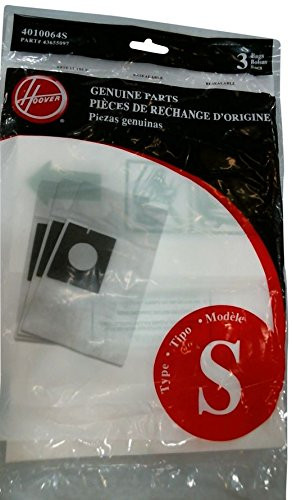 4010064S
PART# 43655097
3 Bags
Bolsas
Sacs
RESEALABLE
HOOVER
GENUINE PARTS
PIÈCES DE RECHANGE D'ORIGINE
Piezas genuinas
Type • Tipo • Modèle
S